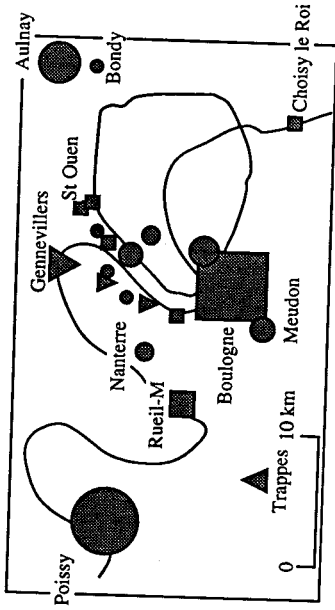 Aulnay
Bondy
St Ouen
Gennevillers
Choisy le Roi
Nanterre
Rueil-M
Boulogne
Meudon
Poissy
Trappes
0 10 km